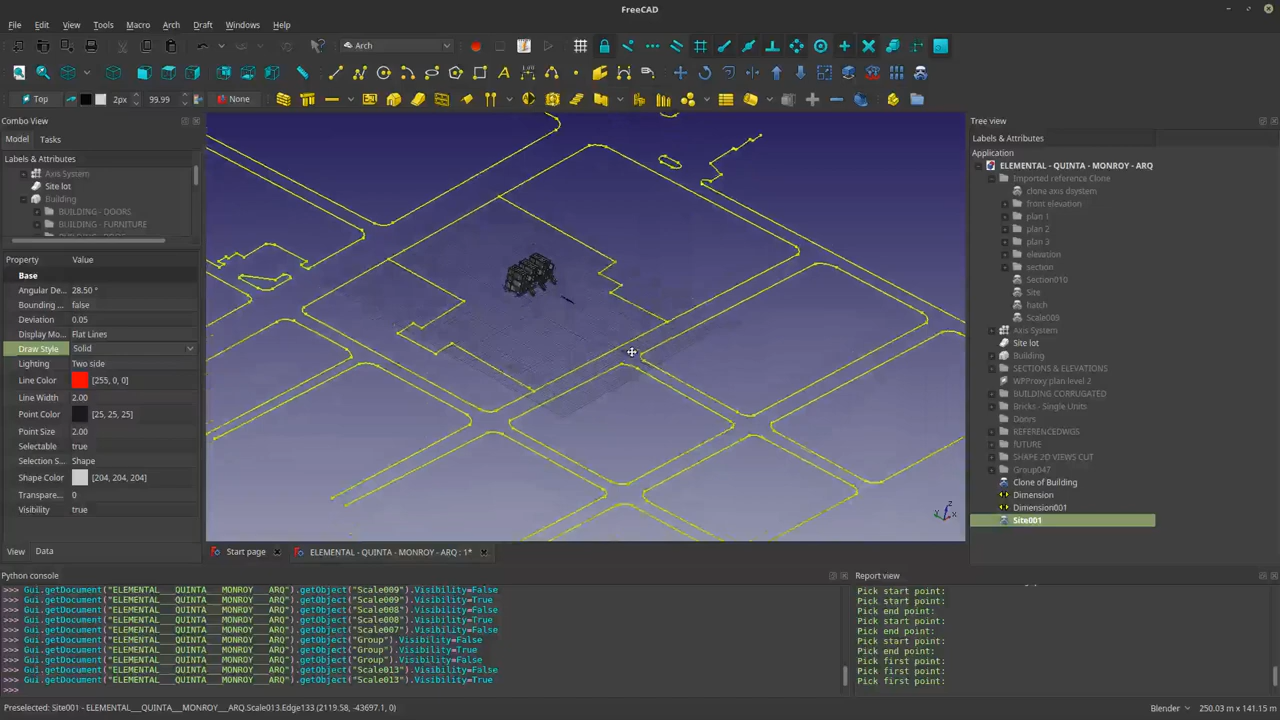 FreeCAD
File Edit View Tools Macro Arch Draft Windows Help
Arch
Top 2px 99.99 None
Combo View
Model Tasks
Labels & Attributes
Axis System
Site lot
Building
BUILDING - DOORS
BUILDING - FURNITURE
Property Value
Base
Angular De... 28.50 °
Bounding ... false
Deviation 0.05
Display Mo... Flat Lines
Draw Style Solid
Lighting Two side
Line Color [255, 0, 0]
Line Width 2.00
Point Color [25, 25, 25]
Point Size 2.00
Selectable true
Selection S... Shape
Shape Color [204, 204, 204]
Transpare... 0
Visibility true
View Data
Start page ELEMENTAL - QUINTA - MONROY - ARQ : 1*
Tree view
Labels & Attributes
Application
ELEMENTAL - QUINTA - MONROY - ARQ
Imported reference Clone
clone axis dsystem
front elevation
plan 1
plan 2
plan 3
elevation
section
Section010
Site
hatch
Scale009
Axis System
Site lot
Building
SECTIONS & ELEVATIONS
WPProxy plan level 2
BUILDING CORRUGATED
Bricks - Single Units
Doors
REFERENCEDWGS
fUTURE
SHAPE 2D VIEWS CUT
Group047
Clone of Building
Dimension
Dimension001
Site001
Python console
>>> Gui.getDocument("ELEMENTAL___QUINTA___MONROY___ARQ").getObject("Scale009").Visibility=False
>>> Gui.getDocument("ELEMENTAL___QUINTA___MONROY___ARQ").getObject("Scale009").Visibility=True
>>> Gui.getDocument("ELEMENTAL___QUINTA___MONROY___ARQ").getObject("Scale008").Visibility=False
>>> Gui.getDocument("ELEMENTAL___QUINTA___MONROY___ARQ").getObject("Scale008").Visibility=True
>>> Gui.getDocument("ELEMENTAL___QUINTA___MONROY___ARQ").getObject("Scale007").Visibility=False
>>> Gui.getDocument("ELEMENTAL___QUINTA___MONROY___ARQ").getObject("Group").Visibility=False
>>> Gui.getDocument("ELEMENTAL___QUINTA___MONROY___ARQ").getObject("Group").Visibility=True
>>> Gui.getDocument("ELEMENTAL___QUINTA___MONROY___ARQ").getObject("Group").Visibility=False
>>> Gui.getDocument("ELEMENTAL___QUINTA___MONROY___ARQ").getObject("Scale013").Visibility=False
>>> Gui.getDocument("ELEMENTAL___QUINTA___MONROY___ARQ").getObject("Scale013").Visibility=True
>>>
Report view
Pick start point:
Pick start point:
Pick end point:
Pick start point:
Pick end point:
Pick start point:
Pick end point:
Pick first point:
Pick first point:
Pick first point:
Preselected: Site001 - ELEMENTAL___QUINTA___MONROY___ARQ.Scale013.Edge133 (2119.58, -43697.1, 0)
Blender 250.03 m x 141.15 m